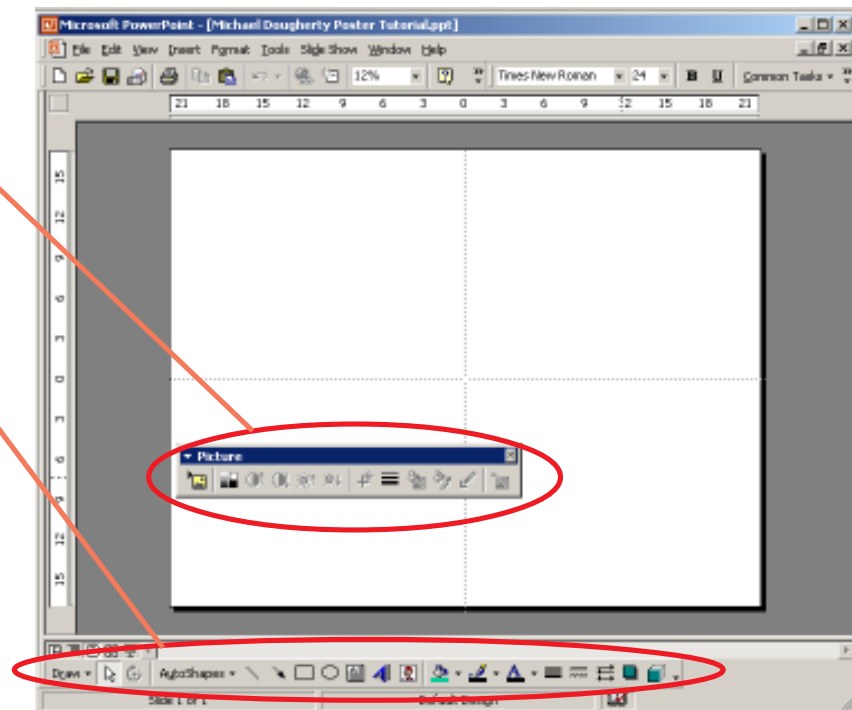 Microsoft PowerPoint - [Michael Dougherty Poster Tutorial.ppt]
File Edit View Insert Format Tools Slide Show Window Help
12% Times New Roman 24 B U Common Tasks
21 18 15 12 9 6 3 0 3 6 9 12 15 18 21
15
12
9
6
3
0
3
6
9
12
15
Picture
Draw AutoShapes A A
Slide 1 of 1 Default Design